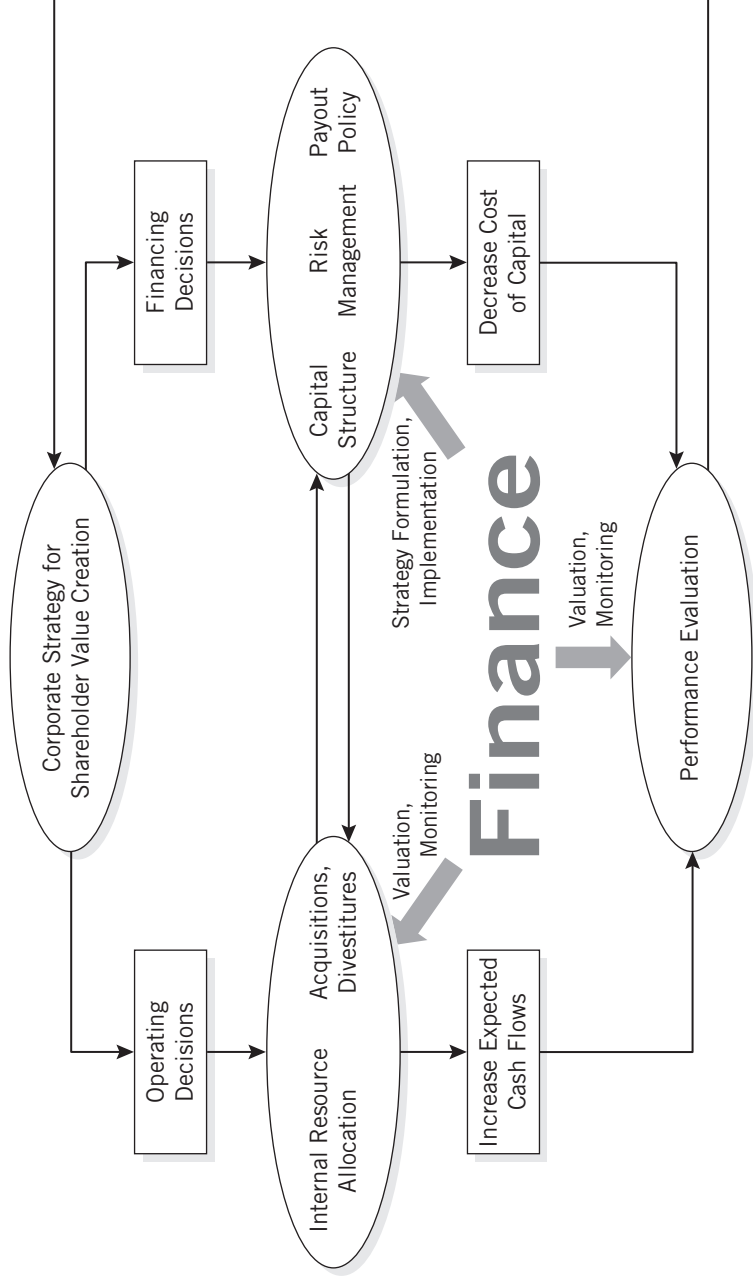 Corporate Strategy for
Shareholder Value Creation
Operating
Decisions
Financing
Decisions
Internal Resource
Allocation
Acquisitions,
Divestitures
Capital
Structure
Risk
Management
Payout
Policy
Valuation,
Monitoring
Strategy Formulation,
Implementation
Increase Expected
Cash Flows
Finance
Decrease Cost
of Capital
Valuation,
Monitoring
Performance Evaluation